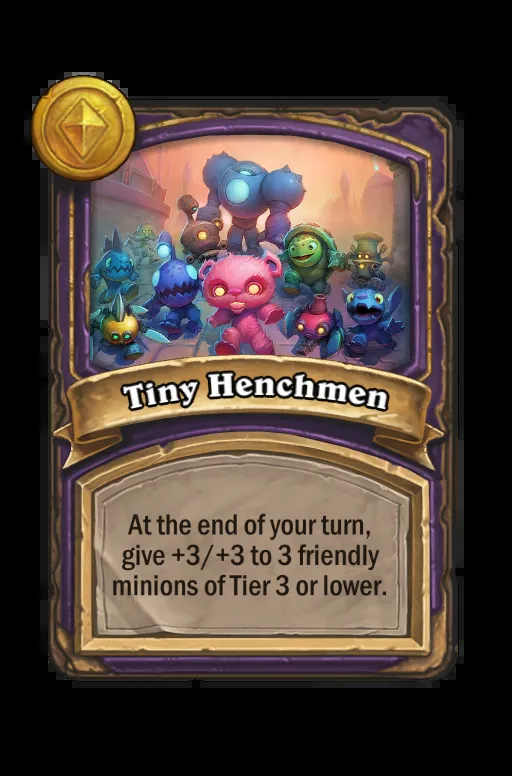 Tiny Henchmen
At the end of your turn,
give +3/+3 to 3 friendly
minions of Tier 3 or lower.